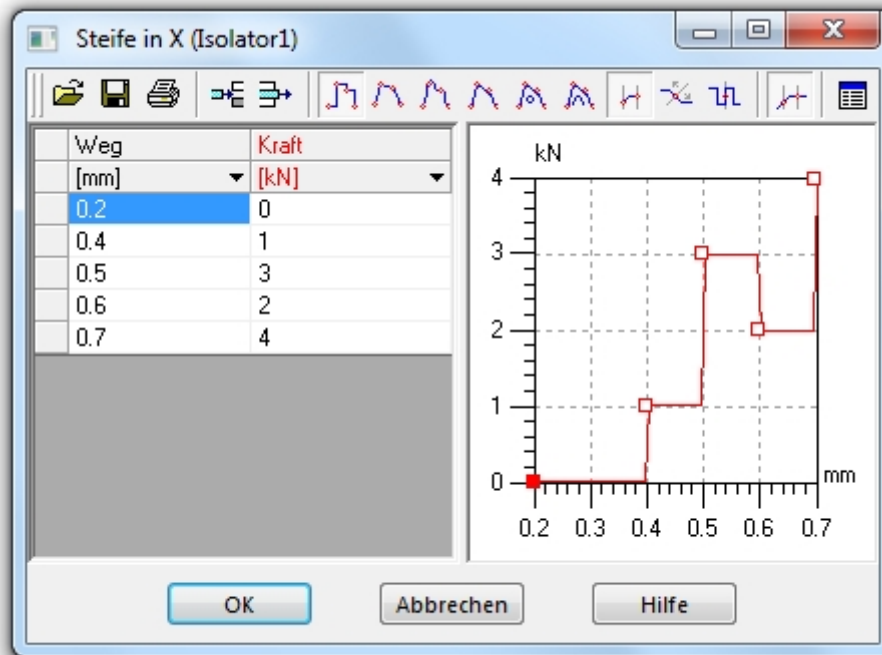 Steife in X (Isolator1)
Weg Kraft
[mm] [kN]
0.2 0
0.4 1
0.5 3
0.6 2
0.7 4
kN
4
3
2
1
0
mm
0.2 0.3 0.4 0.5 0.6 0.7
OK Abbrechen Hilfe